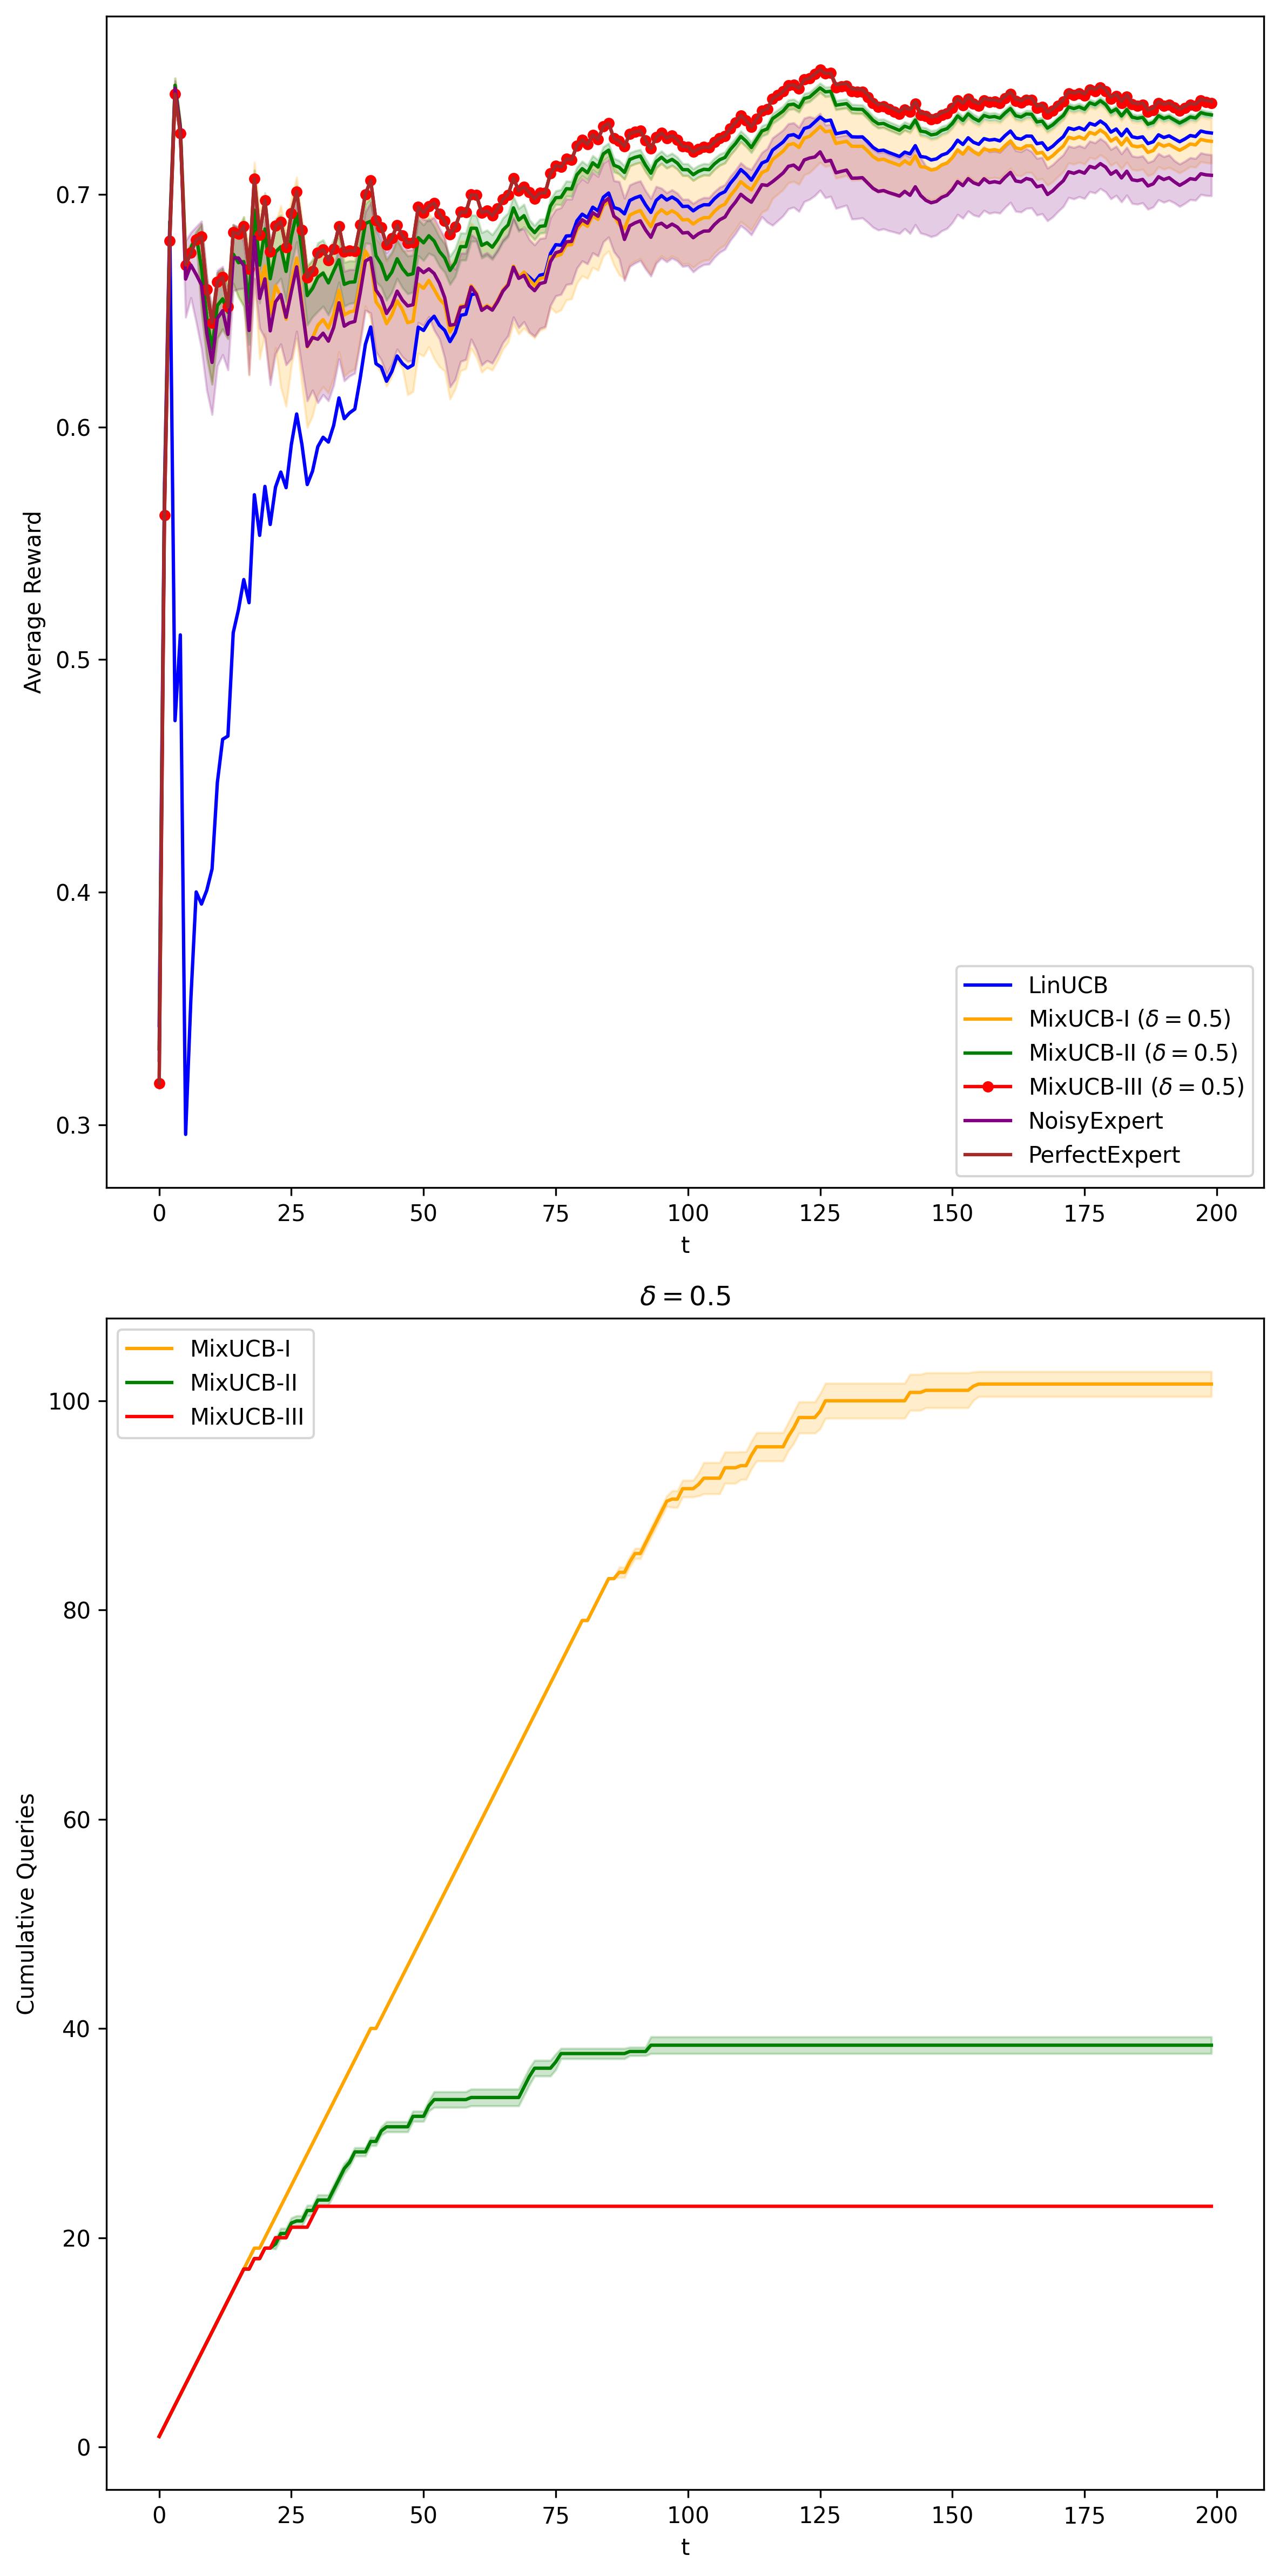 0.7
0.6
0.5
0.4
0.3
Average Reward
LinUCB
MixUCB-I (δ = 0.5)
MixUCB-II (δ = 0.5)
MixUCB-III (δ = 0.5)
NoisyExpert
PerfectExpert
0 25 50 75 100 125 150 175 200
t
δ = 0.5
MixUCB-I
MixUCB-II
MixUCB-III
100
80
60
40
20
0
Cumulative Queries
0 25 50 75 100 125 150 175 200
t